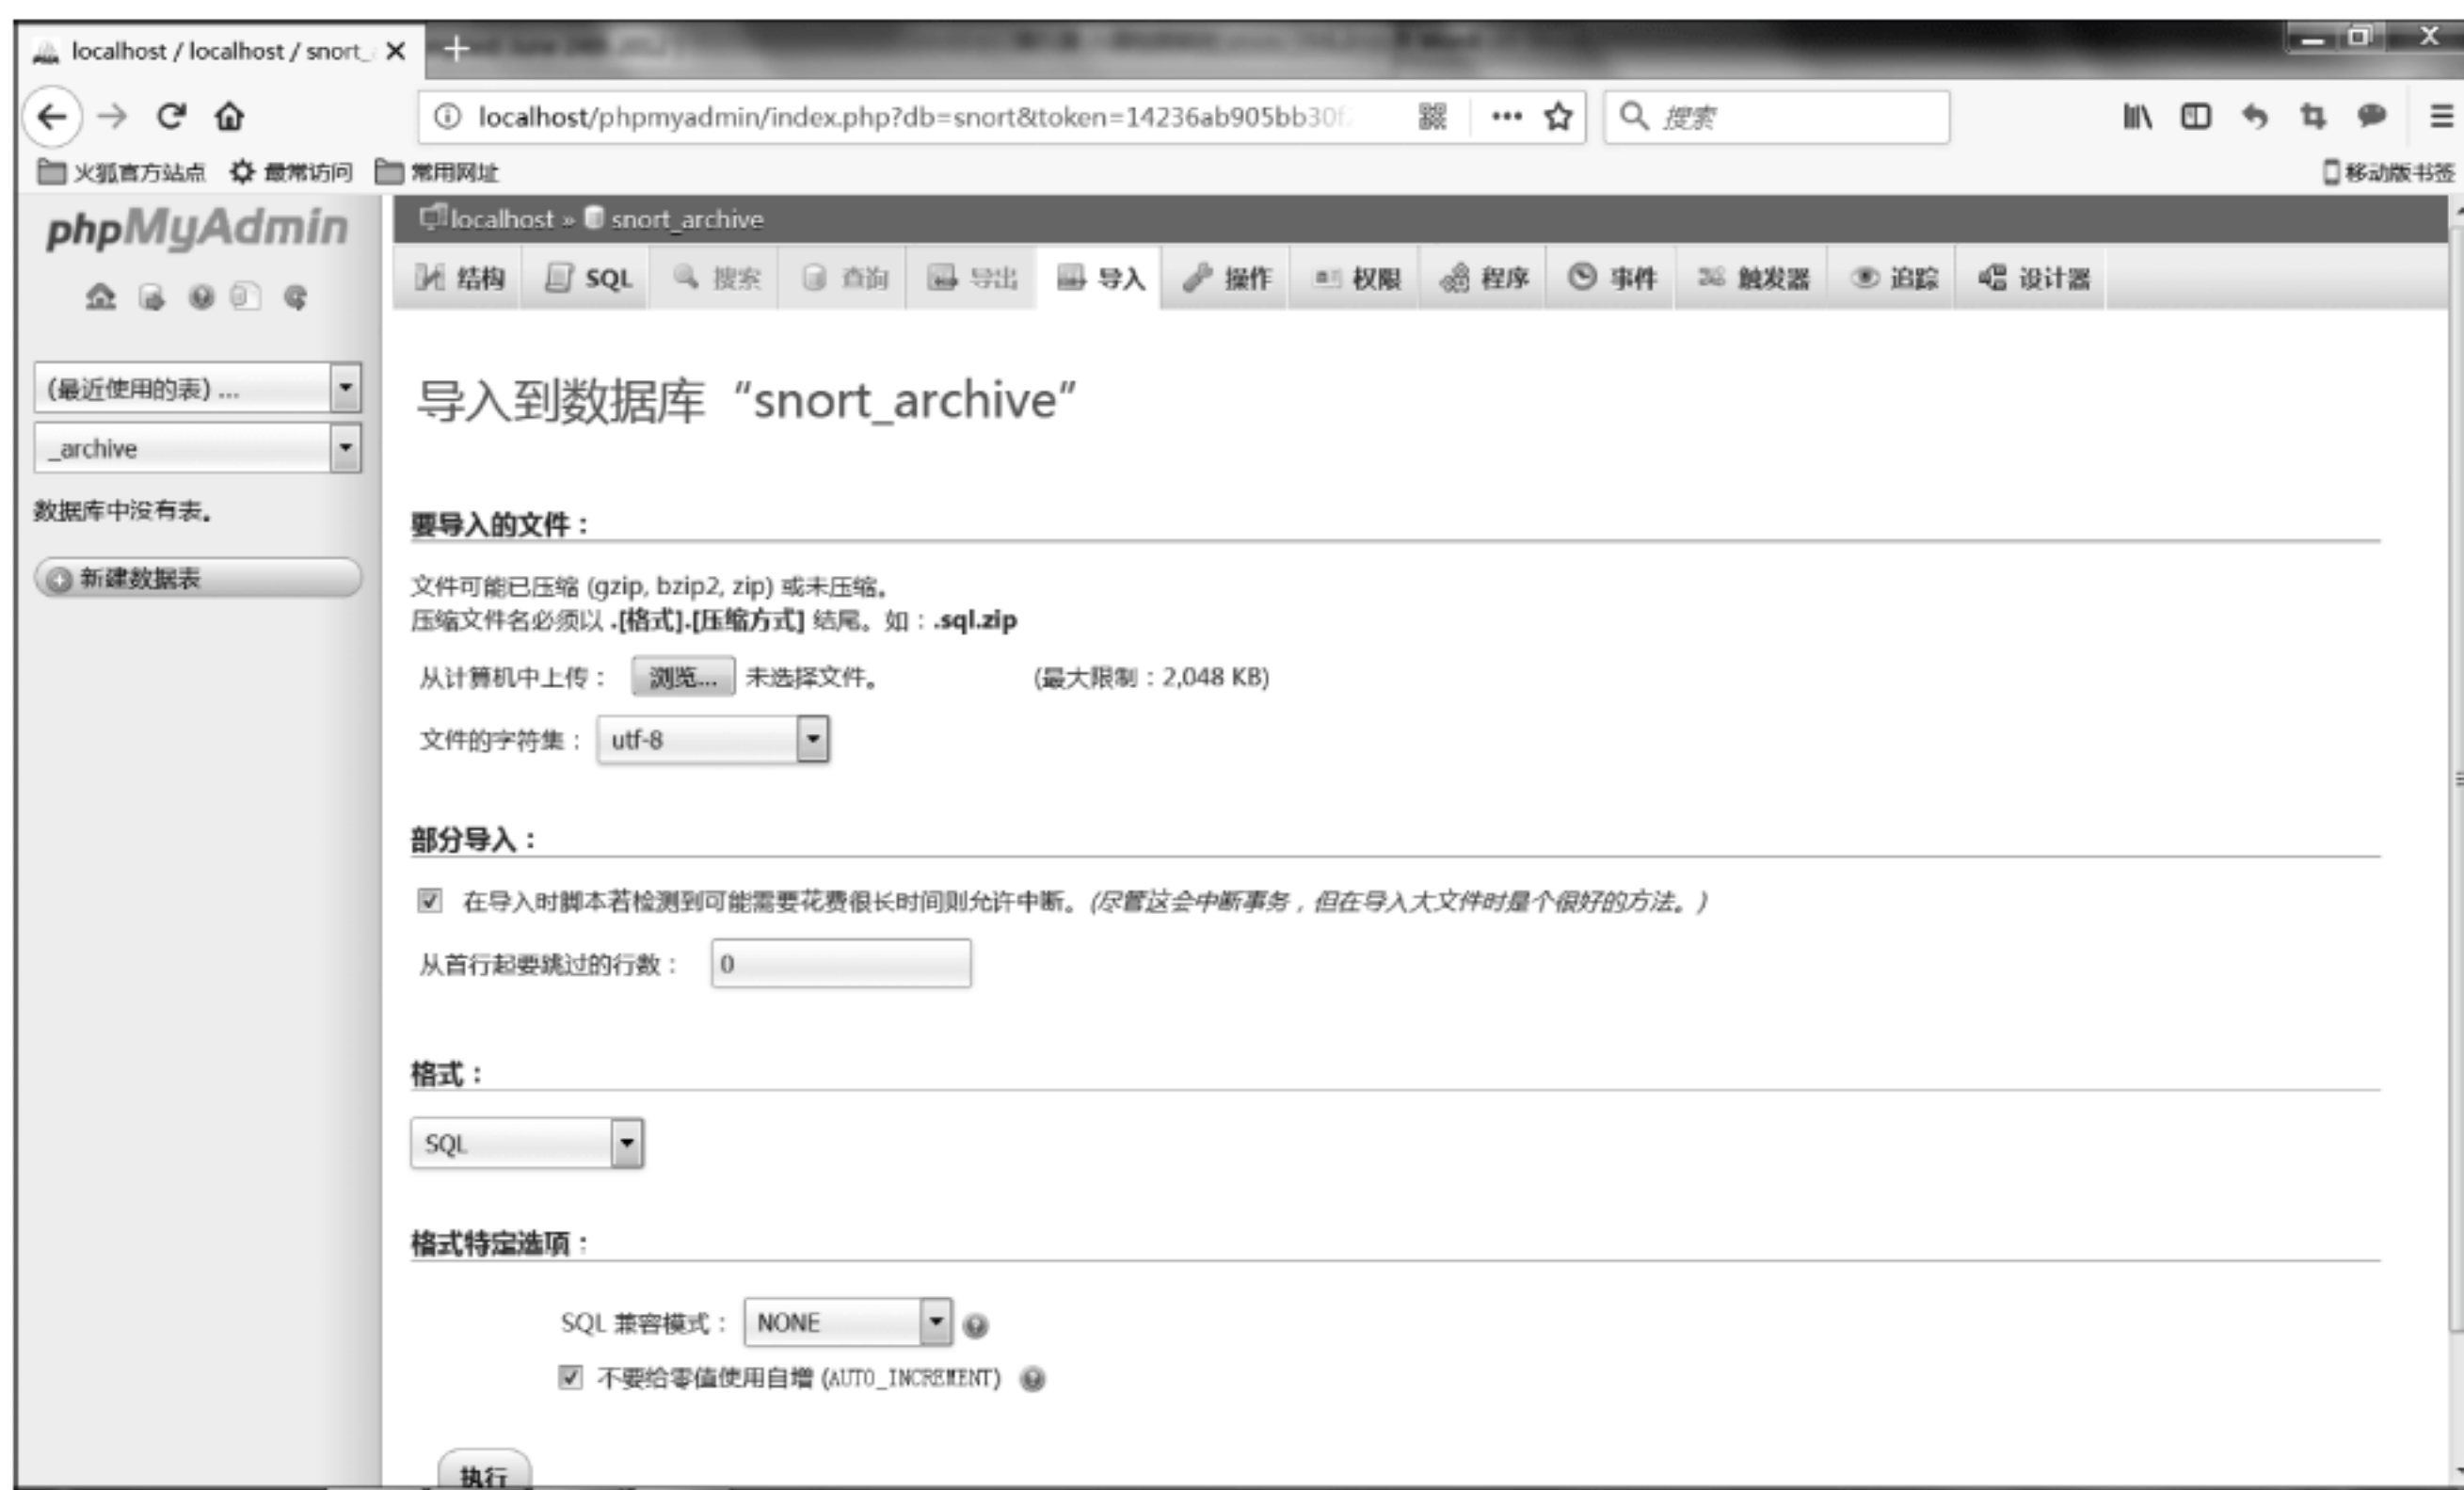 localhost / localhost / snort_
localhost/phpmyadmin/index.php?db=snort&token=14236ab905bb30f
搜索
火狐官方站点 最常访问 常用网址 移动版书签
phpMyAdmin
(最近使用的表) ...
_archive
数据库中没有表。
新建数据表
localhost » snort_archive
结构 SQL 搜索 查询 导出 导入 操作 权限 程序 事件 触发器 追踪 设计器
导入到数据库 “snort_archive”
要导入的文件：
文件可能已压缩 (gzip, bzip2, zip) 或未压缩。
压缩文件名必须以 .[格式].[压缩方式] 结尾。如：.sql.zip
从计算机中上传： 浏览... 未选择文件。 (最大限制：2,048 KB)
文件的字符集： utf-8
部分导入：
在导入时脚本若检测到可能需要花费很长时间则允许中断。(尽管这会中断事务，但在导入大文件时是个很好的方法。)
从首行起要跳过的行数： 0
格式：
SQL
格式特定选项：
SQL 兼容模式： NONE
不要给零值使用自增 (AUTO_INCREMENT)
执行